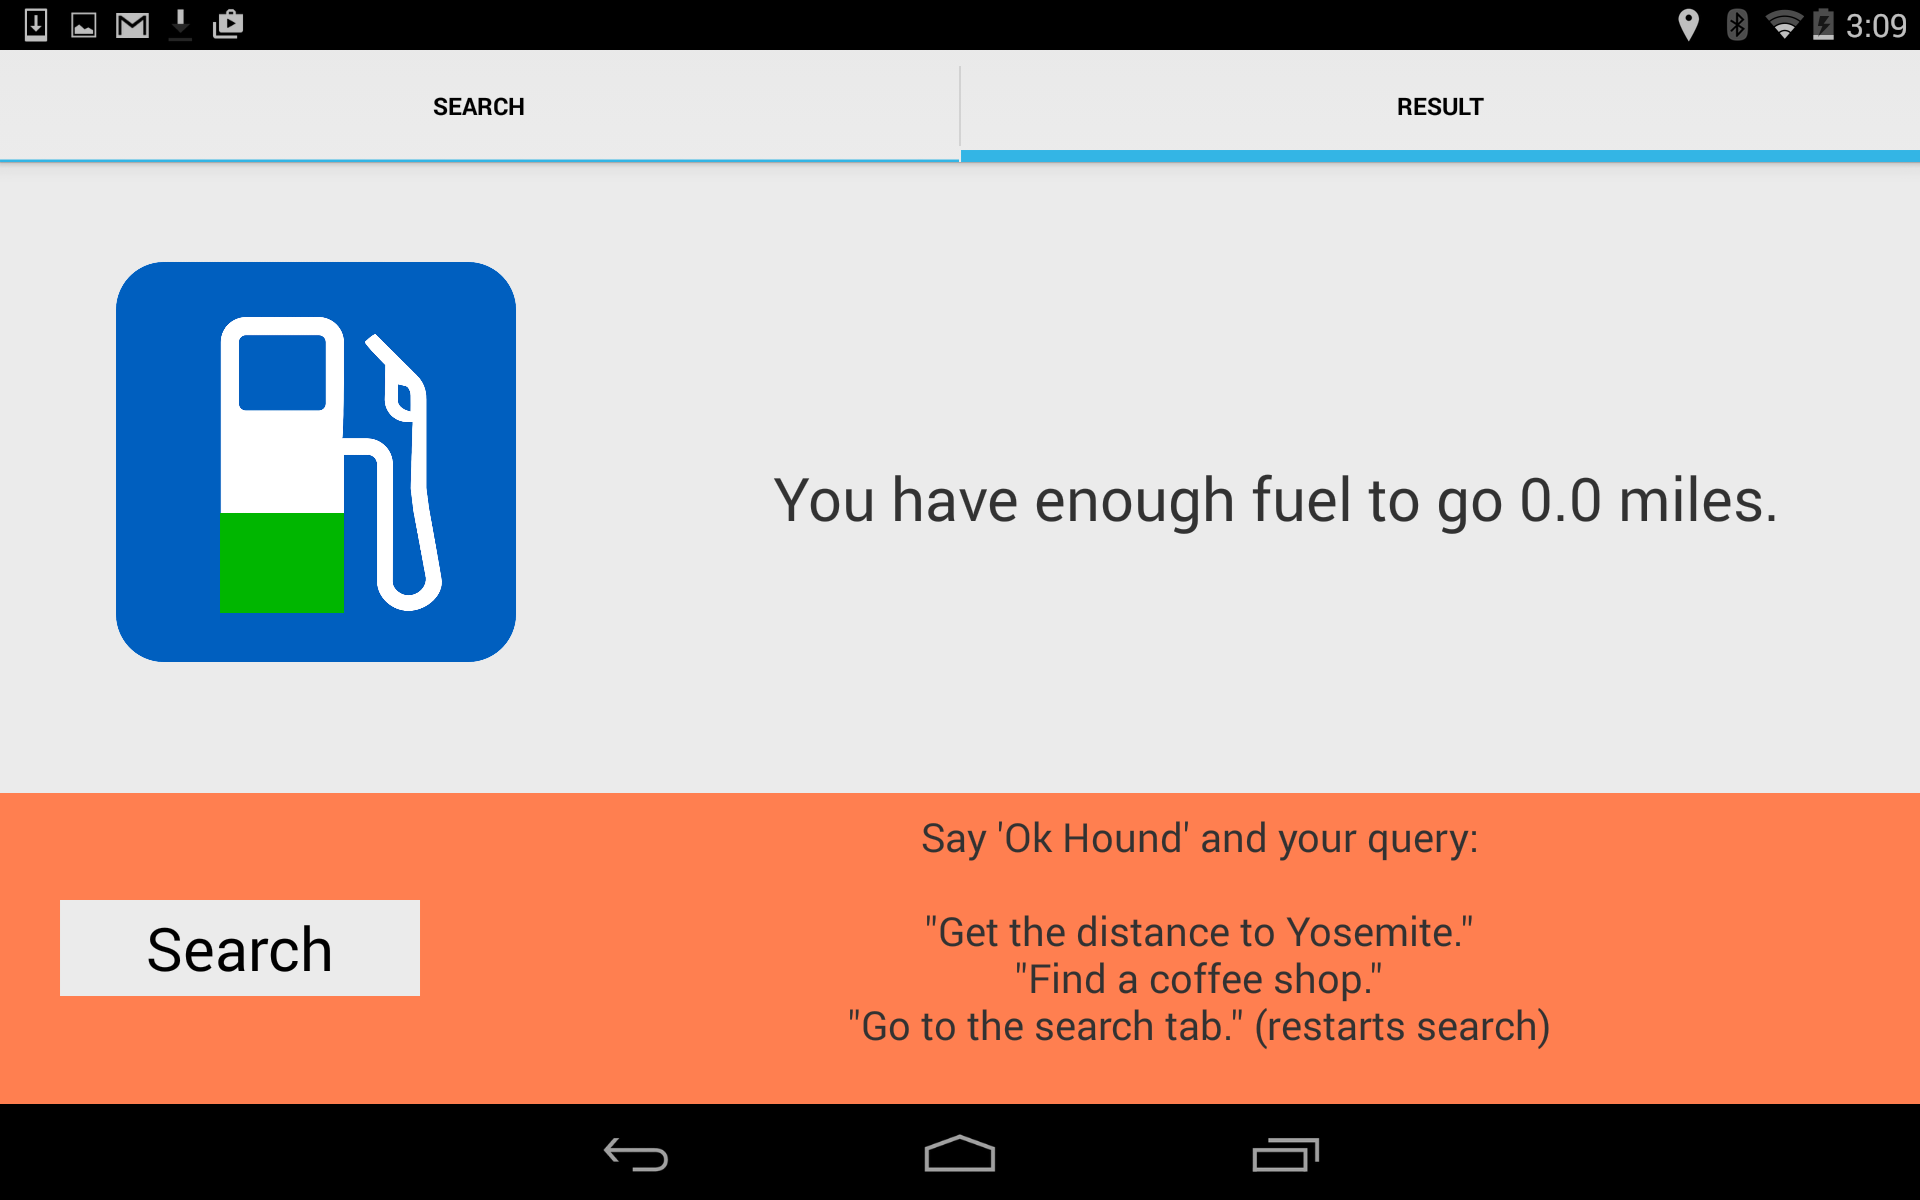 3:09
SEARCH
RESULT
You have enough fuel to go 0.0 miles.
Say 'Ok Hound' and your query:
"Get the distance to Yosemite."
"Find a coffee shop."
"Go to the search tab." (restarts search)
Search